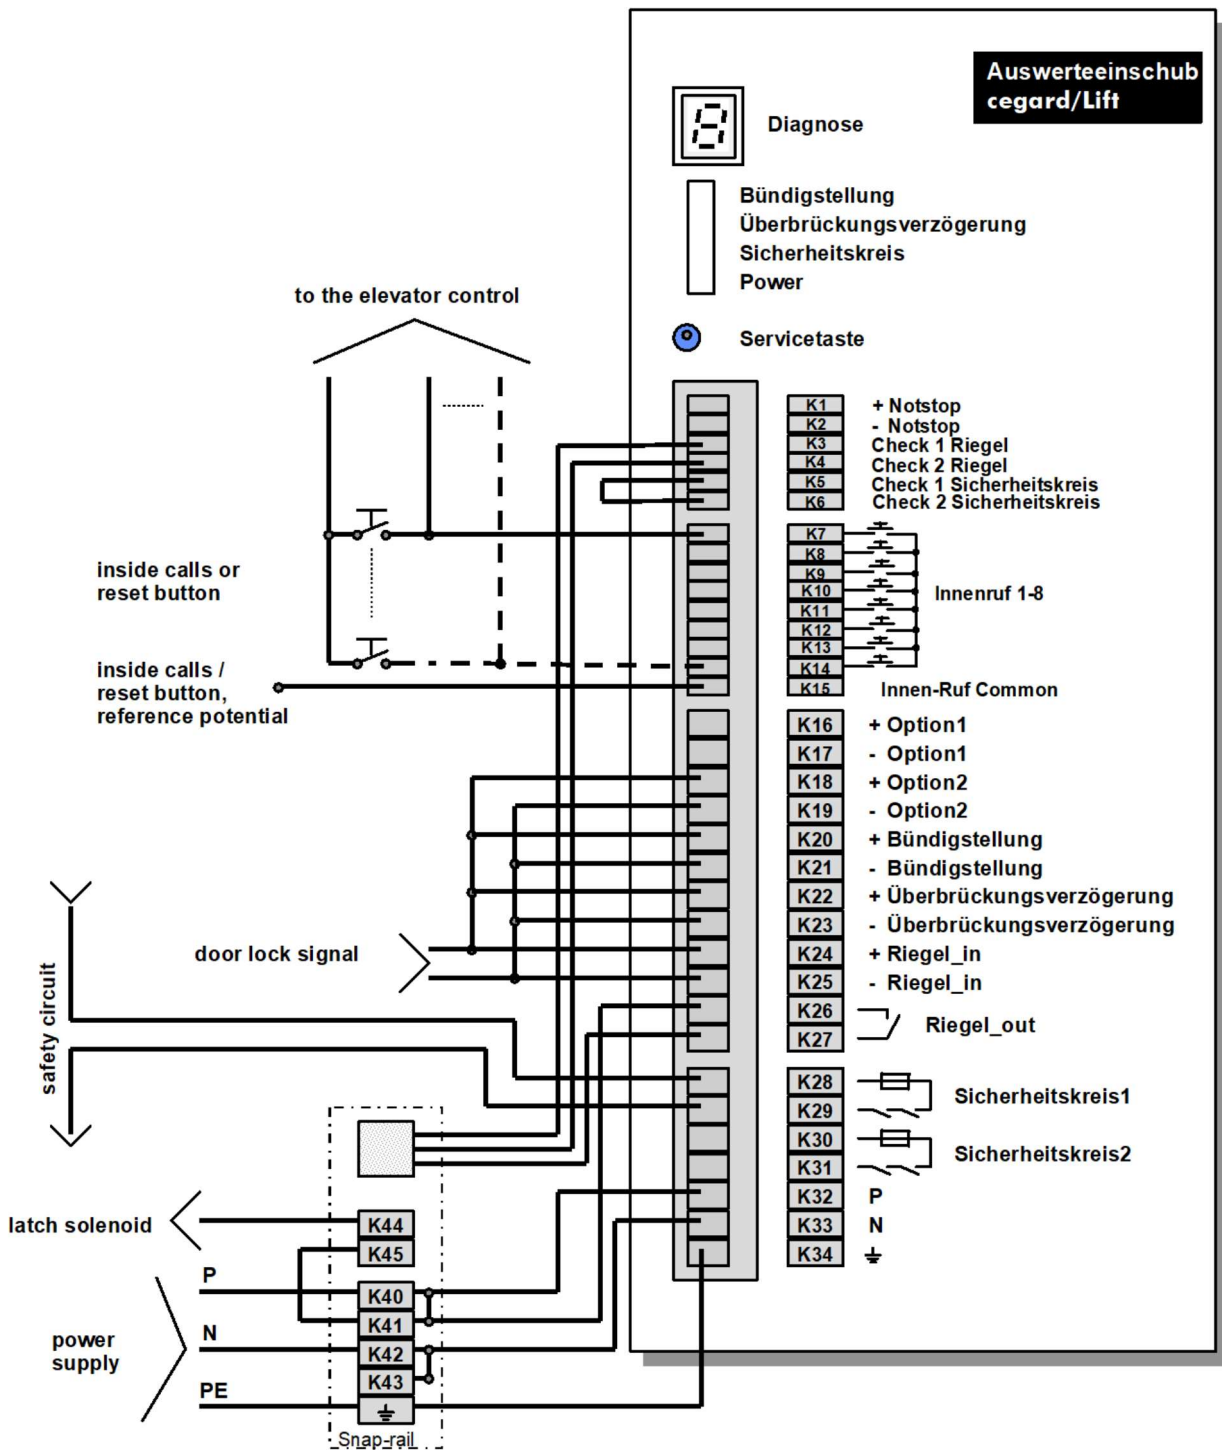 Auswerteeinschub
cegard/Lift
Diagnose
Bündigstellung
Überbrückungsverzögerung
Sicherheitskreis
Power
to the elevator control
Servicetaste
K1 + Notstop
K2 - Notstop
K3 Check 1 Riegel
K4 Check 2 Riegel
K5 Check 1 Sicherheitskreis
K6 Check 2 Sicherheitskreis
K7
K8
K9
K10
K11
K12
K13
K14
Innenruf 1-8
inside calls or
reset button
inside calls /
reset button,
reference potential
K15 Innen-Ruf Common
K16 + Option1
K17 - Option1
K18 + Option2
K19 - Option2
K20 + Bündigstellung
K21 - Bündigstellung
K22 + Überbrückungsverzögerung
K23 - Überbrückungsverzögerung
K24 + Riegel_in
K25 - Riegel_in
door lock signal
K26
K27
Riegel_out
safety circuit
K28
K29
Sicherheitskreis1
K30
K31
Sicherheitskreis2
K32 P
K33 N
K34
latch solenoid
K44
K45
P
K40
K41
N
K42
K43
power
supply
PE
Snap-rail